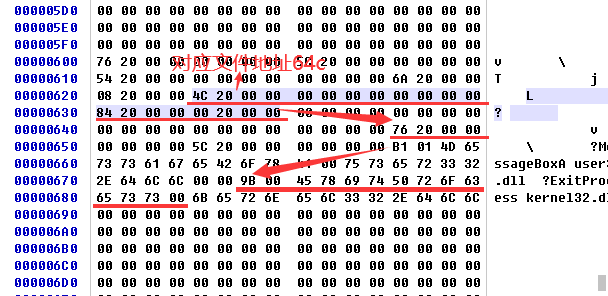 000005D0 00 00 00 00 00 00 00 00 00 00 00 00 00 00 00 00
000005E0 00 00 00 00 00 00 00 00 00 00 00 00 00 00 00 00
000005F0 00 00 00 00 00 00 00 00 00 00 00 00 00 00 00 00
00000600 76 20 00 00 00 00 00 00 5C 20 00 00 00 00 00 00 v \
对应文件地址64c
00000610 54 20 00 00 00 00 00 00 00 00 00 00 6A 20 00 00 T j
00000620 08 20 00 00 4C 20 00 00 00 00 00 00 00 00 00 00 L
00000630 84 20 00 00 00 20 00 00 00 00 00 00 00 00 00 00 ?
00000640 00 00 00 00 00 00 00 00 00 00 00 00 76 20 00 00 v
00000650 00 00 00 00 5C 20 00 00 00 00 00 00 B1 01 4D 65 \ ?Me
00000660 73 73 61 67 65 42 6F 78 41 00 75 73 65 72 33 32 ssageBoxA user3
00000670 2E 64 6C 6C 00 00 9B 00 45 78 69 74 50 72 6F 63 .dll ?ExitProc
00000680 65 73 73 00 6B 65 72 6E 65 6C 33 32 2E 64 6C 6C ess kernel32.dl
00000690 00 00 00 00 00 00 00 00 00 00 00 00 00 00 00 00
000006A0 00 00 00 00 00 00 00 00 00 00 00 00 00 00 00 00
000006B0 00 00 00 00 00 00 00 00 00 00 00 00 00 00 00 00
000006C0 00 00 00 00 00 00 00 00 00 00 00 00 00 00 00 00
000006D0 00 00 00 00 00 00 00 00 00 00 00 00 00 00 00 00